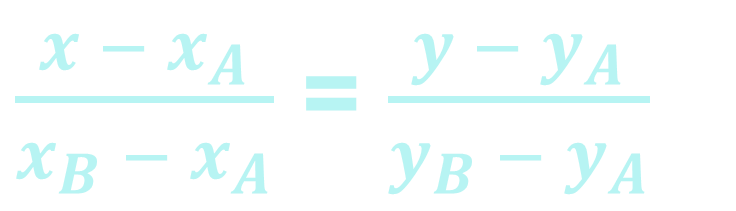 x − x_A / x_B − x_A = y − y_A / y_B − y_A